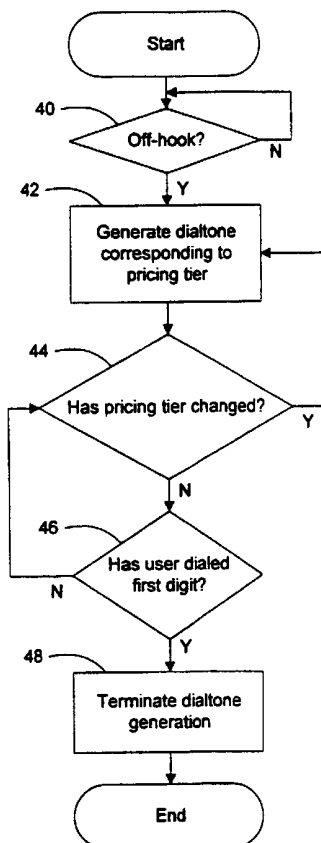 Start
40
Off-hook?
N
Y
42
Generate dialtone
corresponding to
pricing tier
44
Has pricing tier changed?
Y
N
46
Has user dialed
first digit?
N
Y
48
Terminate dialtone
generation
End